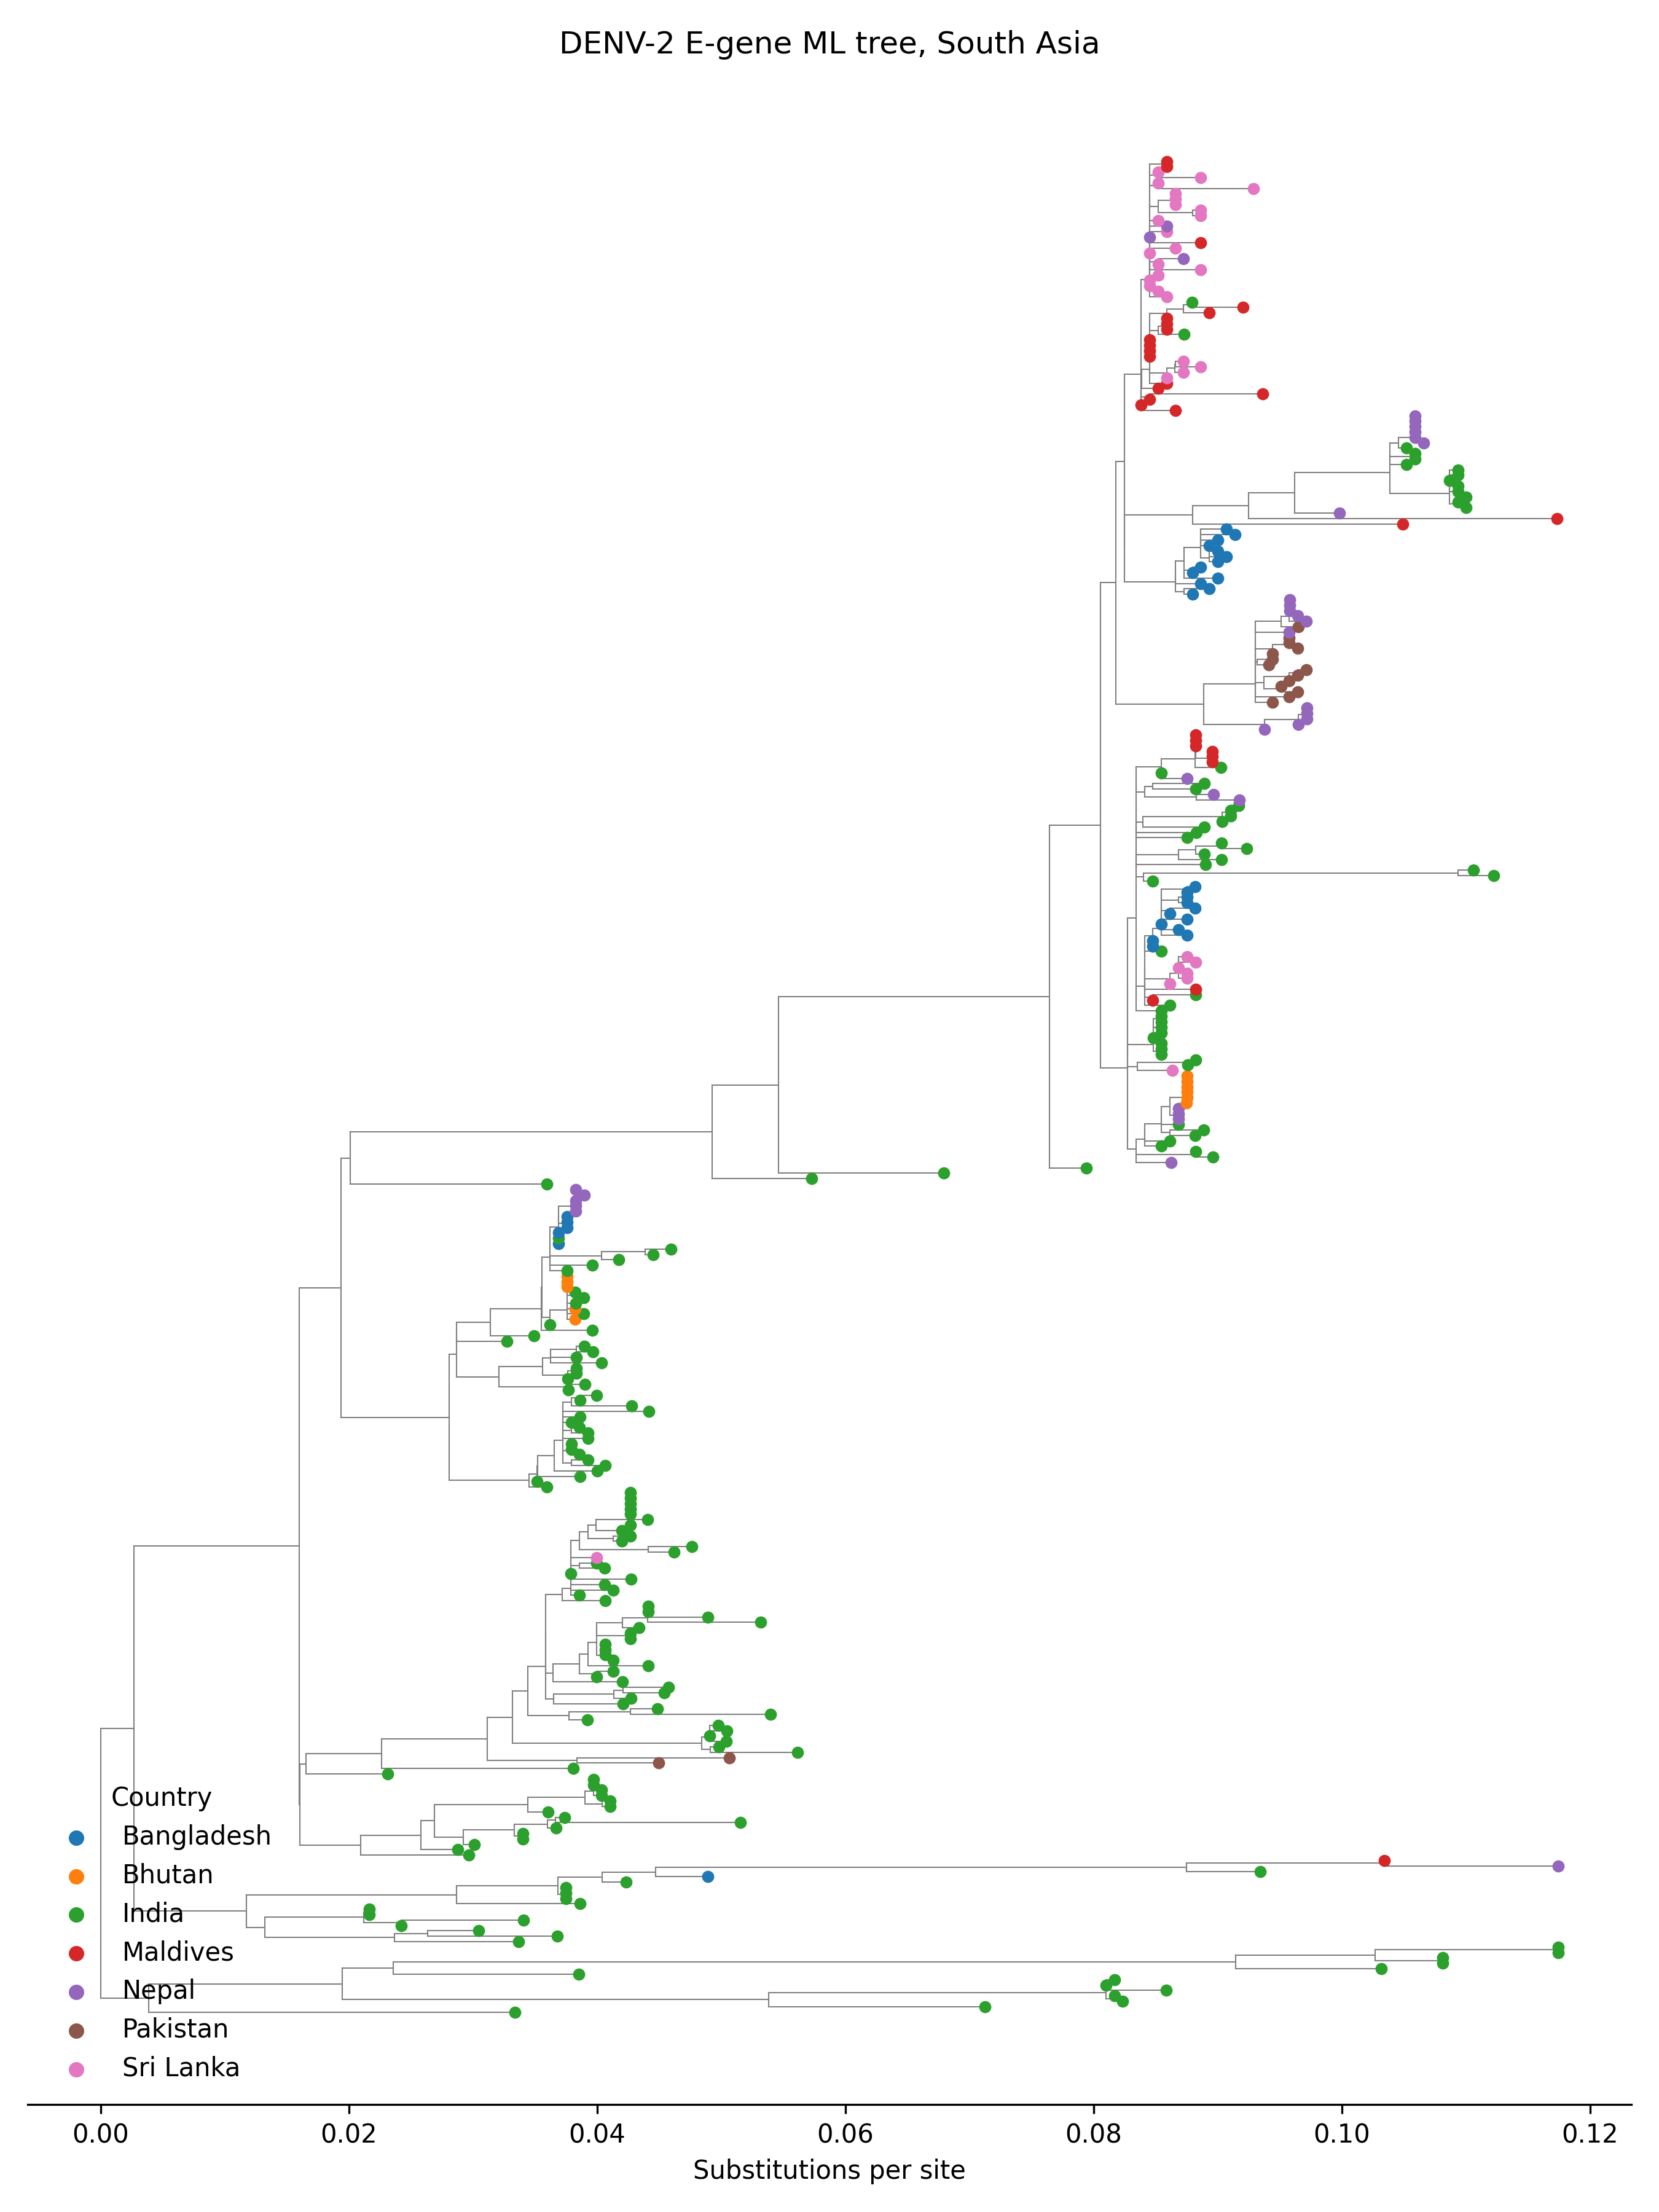 DENV-2 E-gene ML tree, South Asia
Country
Bangladesh
Bhutan
India
Maldives
Nepal
Pakistan
Sri Lanka
0.00 0.02 0.04 0.06 0.08 0.10 0.12
Substitutions per site